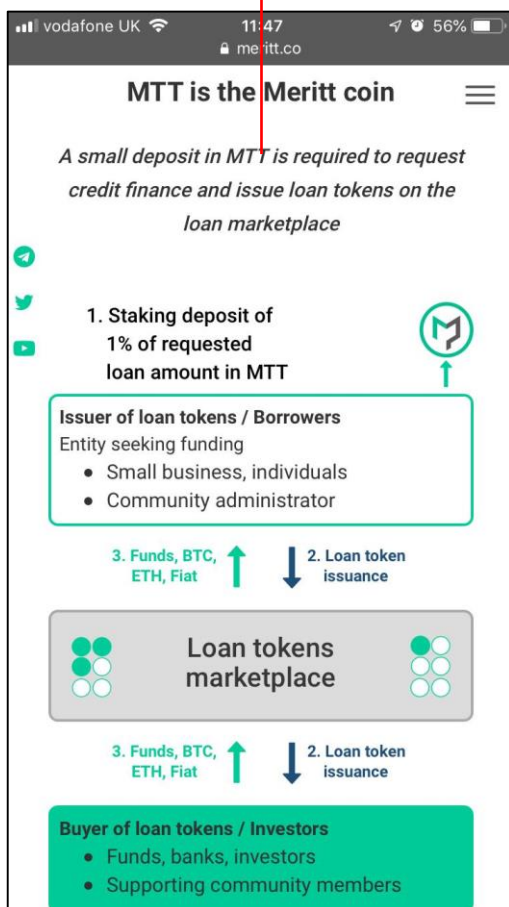 vodafone UK 11:47 56%
meritt.co
MTT is the Meritt coin
A small deposit in MTT is required to request
credit finance and issue loan tokens on the
loan marketplace
1. Staking deposit of
1% of requested
loan amount in MTT
Issuer of loan tokens / Borrowers
Entity seeking funding
• Small business, individuals
• Community administrator
3. Funds, BTC,
ETH, Fiat
2. Loan token
issuance
Loan tokens
marketplace
3. Funds, BTC,
ETH, Fiat
2. Loan token
issuance
Buyer of loan tokens / Investors
• Funds, banks, investors
• Supporting community members